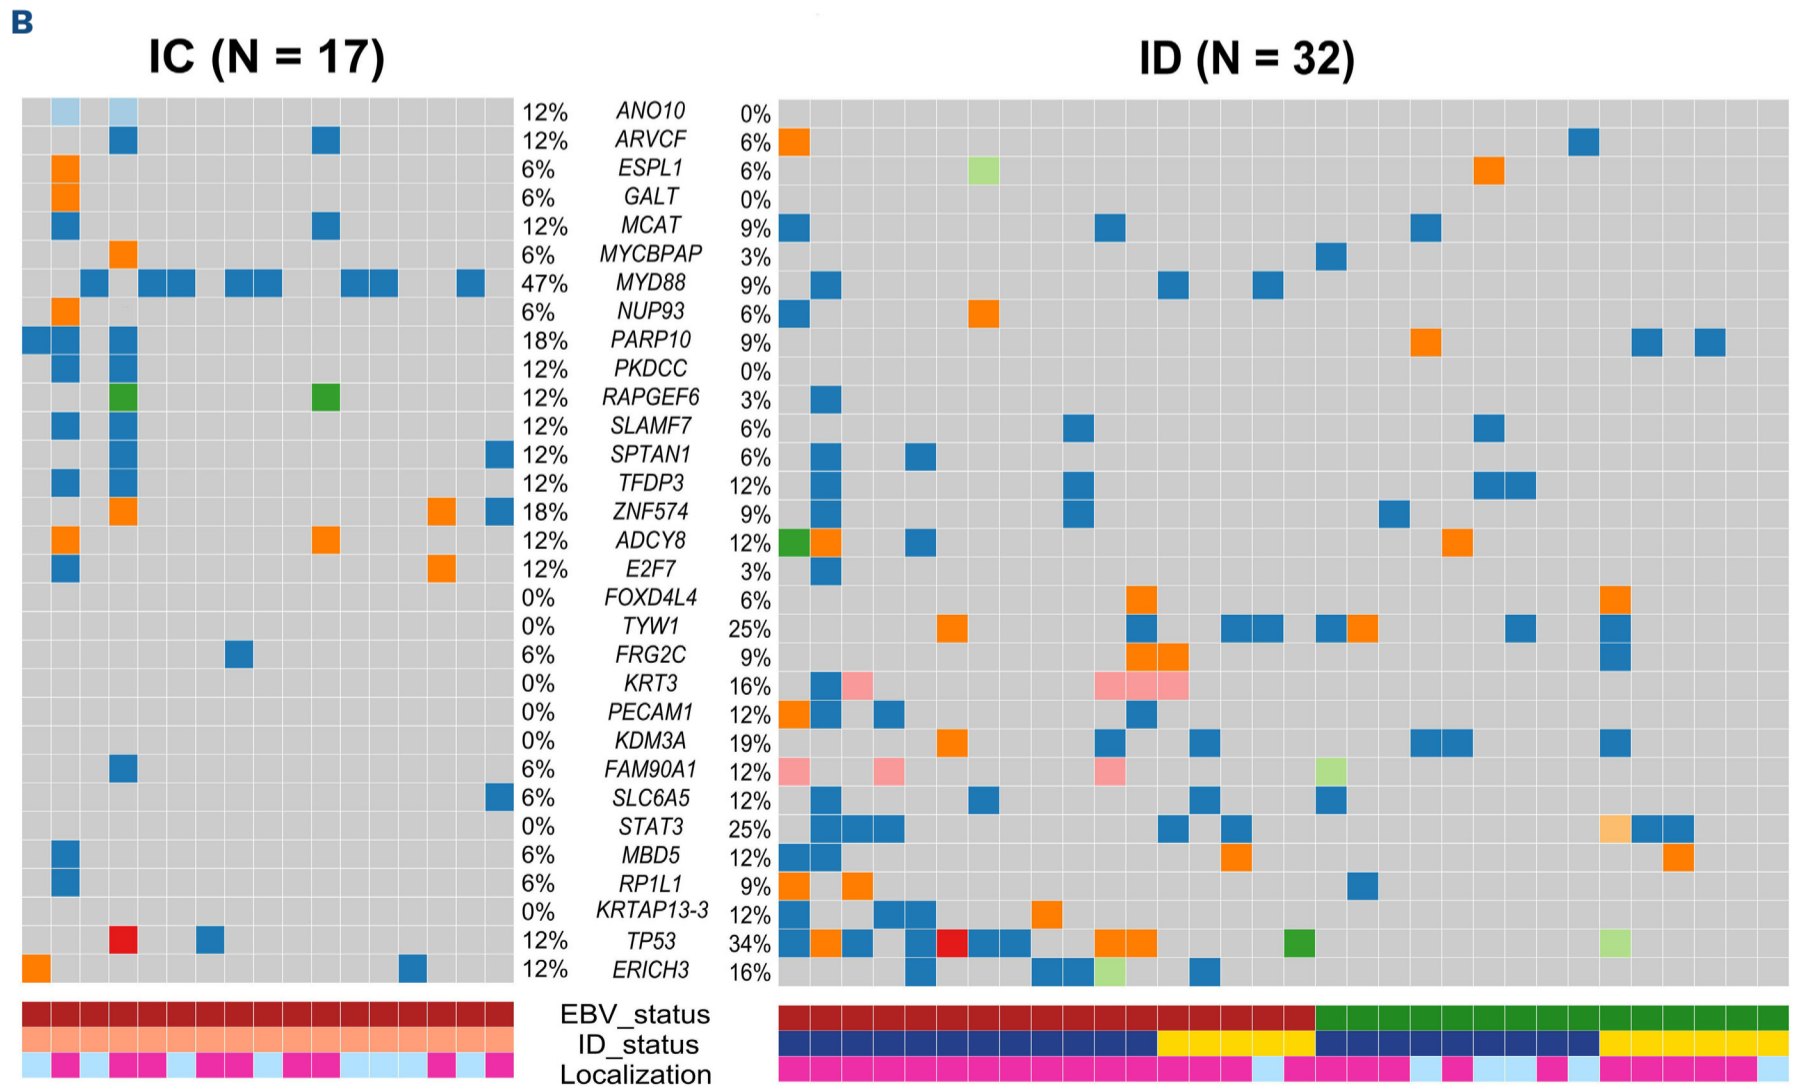 B
IC (N = 17)
ID (N = 32)
12% ANO10 0%
12% ARVCF 6%
6% ESPL1 6%
6% GALT 0%
12% MCAT 9%
6% MYCBPAP 3%
47% MYD88 9%
6% NUP93 6%
18% PARP10 9%
12% PKDCC 0%
12% RAPGEF6 3%
12% SLAMF7 6%
12% SPTAN1 6%
12% TFDP3 12%
18% ZNF574 9%
12% ADCY8 12%
12% E2F7 3%
0% FOXD4L4 6%
0% TYW1 25%
6% FRG2C 9%
0% KRT3 16%
0% PECAM1 12%
0% KDM3A 19%
6% FAM90A1 12%
6% SLC6A5 12%
0% STAT3 25%
6% MBD5 12%
6% RP1L1 9%
0% KRTAP13-3 12%
12% TP53 34%
12% ERICH3 16%
EBV_status
ID_status
Localization